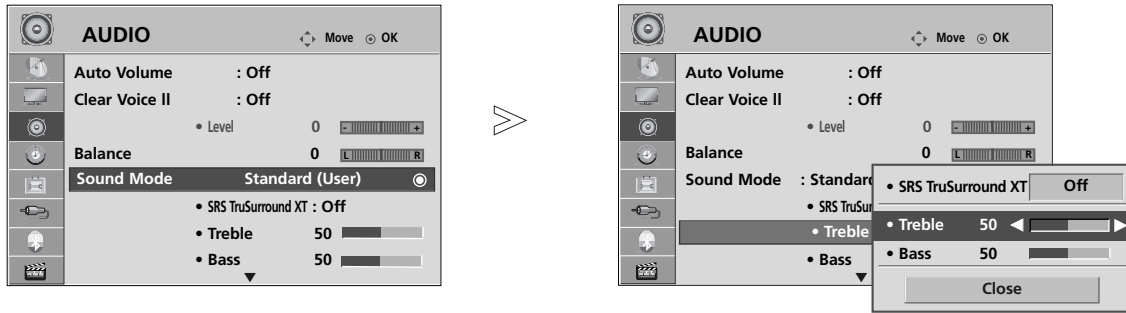 AUDIO Move OK
Auto Volume : Off
Clear Voice II : Off
• Level 0 - +
Balance 0 L R
Sound Mode Standard (User)
• SRS TruSurround XT : Off
• Treble 50
• Bass 50
AUDIO Move OK
Auto Volume : Off
Clear Voice II : Off
• Level 0 - +
Balance 0 L R
Sound Mode : Standard
• SRS TruSur
• Treble
• Bass
• SRS TruSurround XT Off
• Treble 50
• Bass 50
Close